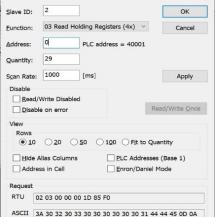 Slave ID: 2 OK
Function: 03 Read Holding Registers (4x) Cancel
Address: 0 PLC address = 40001
Quantity: 29
Scan Rate: 1000 [ms] Apply
Disable
Read/Write Disabled
Disable on error Read/Write Once
View
Rows
10 20 50 100 Fit to Quantity
Hide Alias Columns PLC Addresses (Base 1)
Address in Cell Enron/Daniel Mode
Request
RTU 02 03 00 00 00 1D 85 F0
ASCII 3A 30 32 30 33 30 30 30 30 30 30 31 44 44 45 0D 0A